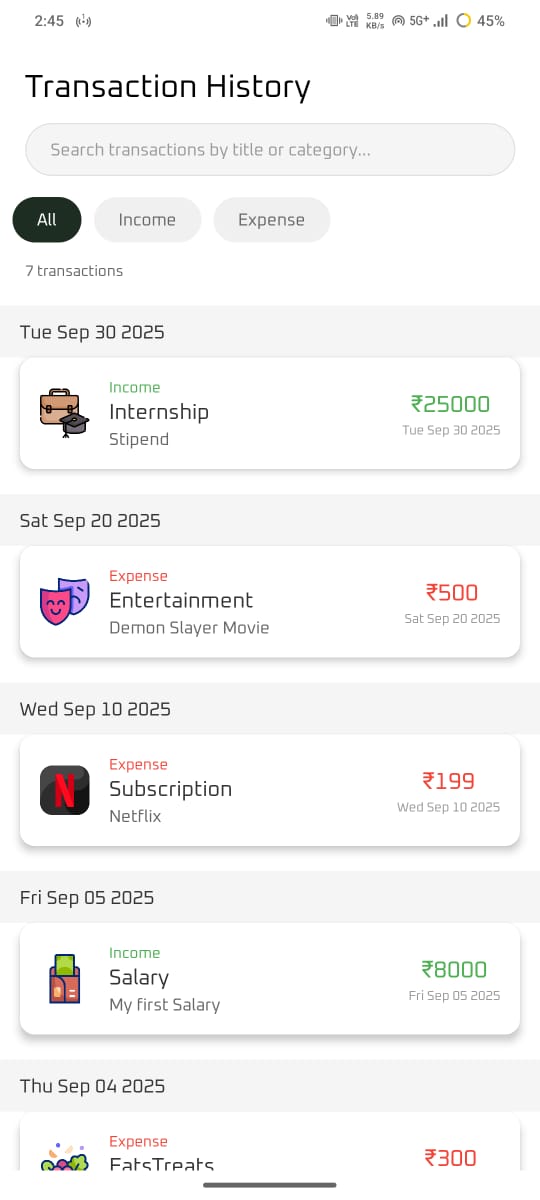 2:45
Vo) LTE 5.89 KB/s 5G+ 45%
Transaction History
Search transactions by title or category...
All Income Expense
7 transactions
Tue Sep 30 2025
Income
Internship
Stipend
₹25000
Tue Sep 30 2025
Sat Sep 20 2025
Expense
Entertainment
Demon Slayer Movie
₹500
Sat Sep 20 2025
Wed Sep 10 2025
N
Expense
Subscription
Netflix
₹199
Wed Sep 10 2025
Fri Sep 05 2025
Income
Salary
My first Salary
₹8000
Fri Sep 05 2025
Thu Sep 04 2025
Expense
EatsTreats
₹300